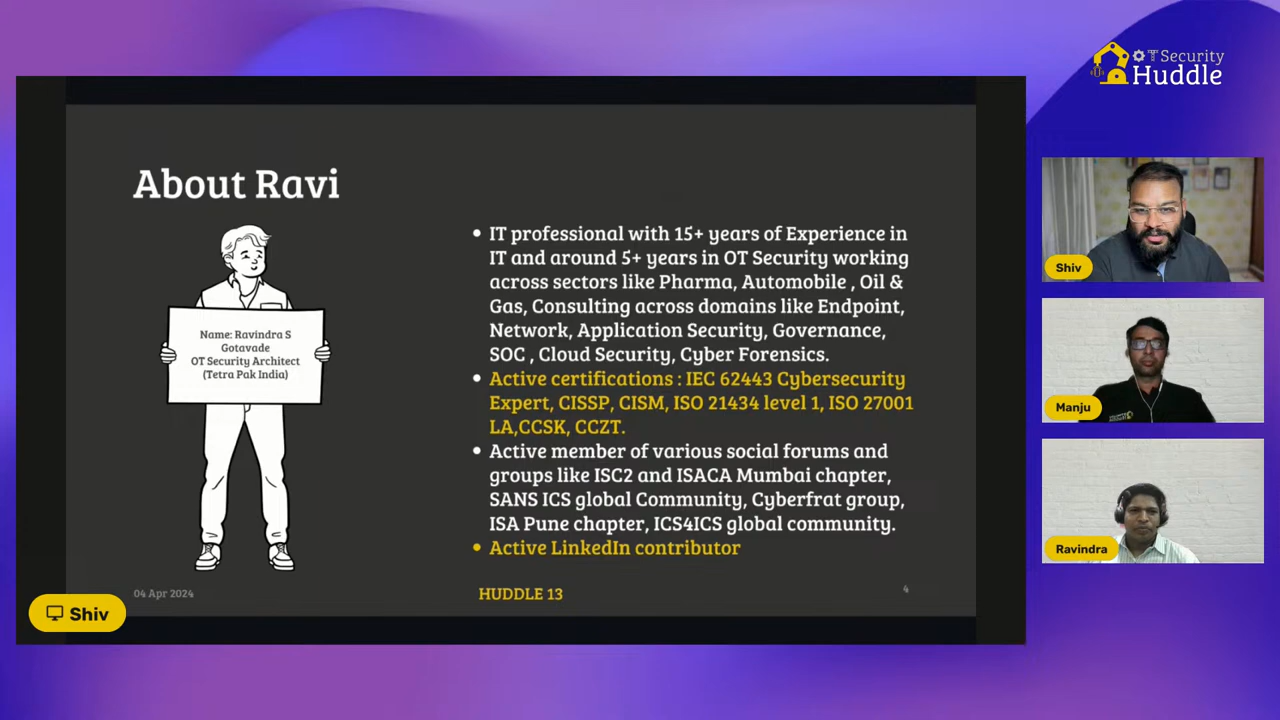 OT Security
Huddle
About Ravi
Name: Ravindra S
Gotavade
OT Security Architect
(Tetra Pak India)
• IT professional with 15+ years of Experience in
IT and around 5+ years in OT Security working
across sectors like Pharma, Automobile , Oil &
Gas, Consulting across domains like Endpoint,
Network, Application Security, Governance,
SOC , Cloud Security, Cyber Forensics.
• Active certifications : IEC 62443 Cybersecurity
Expert, CISSP, CISM, ISO 21434 level 1, ISO 27001
LA,CCSK, CCZT.
• Active member of various social forums and
groups like ISC2 and ISACA Mumbai chapter,
SANS ICS global Community, Cyberfrat group,
ISA Pune chapter, ICS4ICS global community.
• Active LinkedIn contributor
04 Apr 2024
HUDDLE 13
4
Shiv
Shiv
Manju
Ravindra